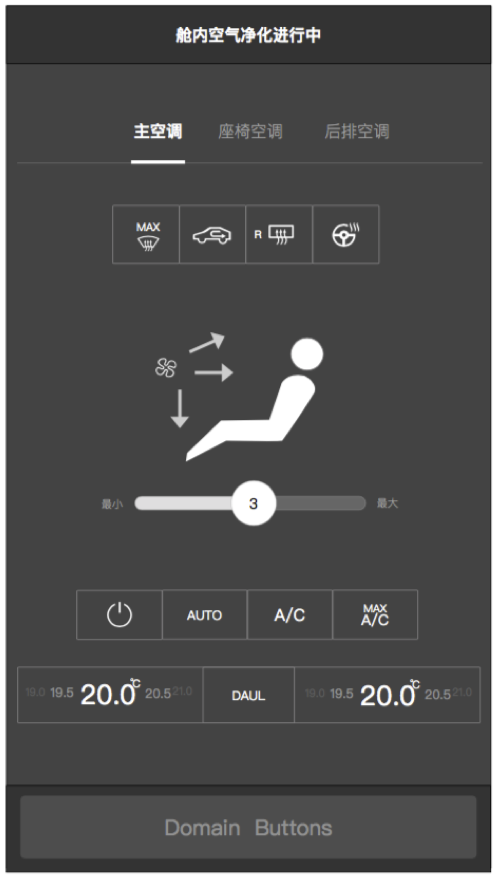 舱内空气净化进行中
主空调 座椅空调 后排空调
MAX
R
最小 3 最大
AUTO A/C MAX A/C
19.0 19.5 20.0℃ 20.5 21.0 DAUL 19.0 19.5 20.0℃ 20.5 21.0
Domain Buttons